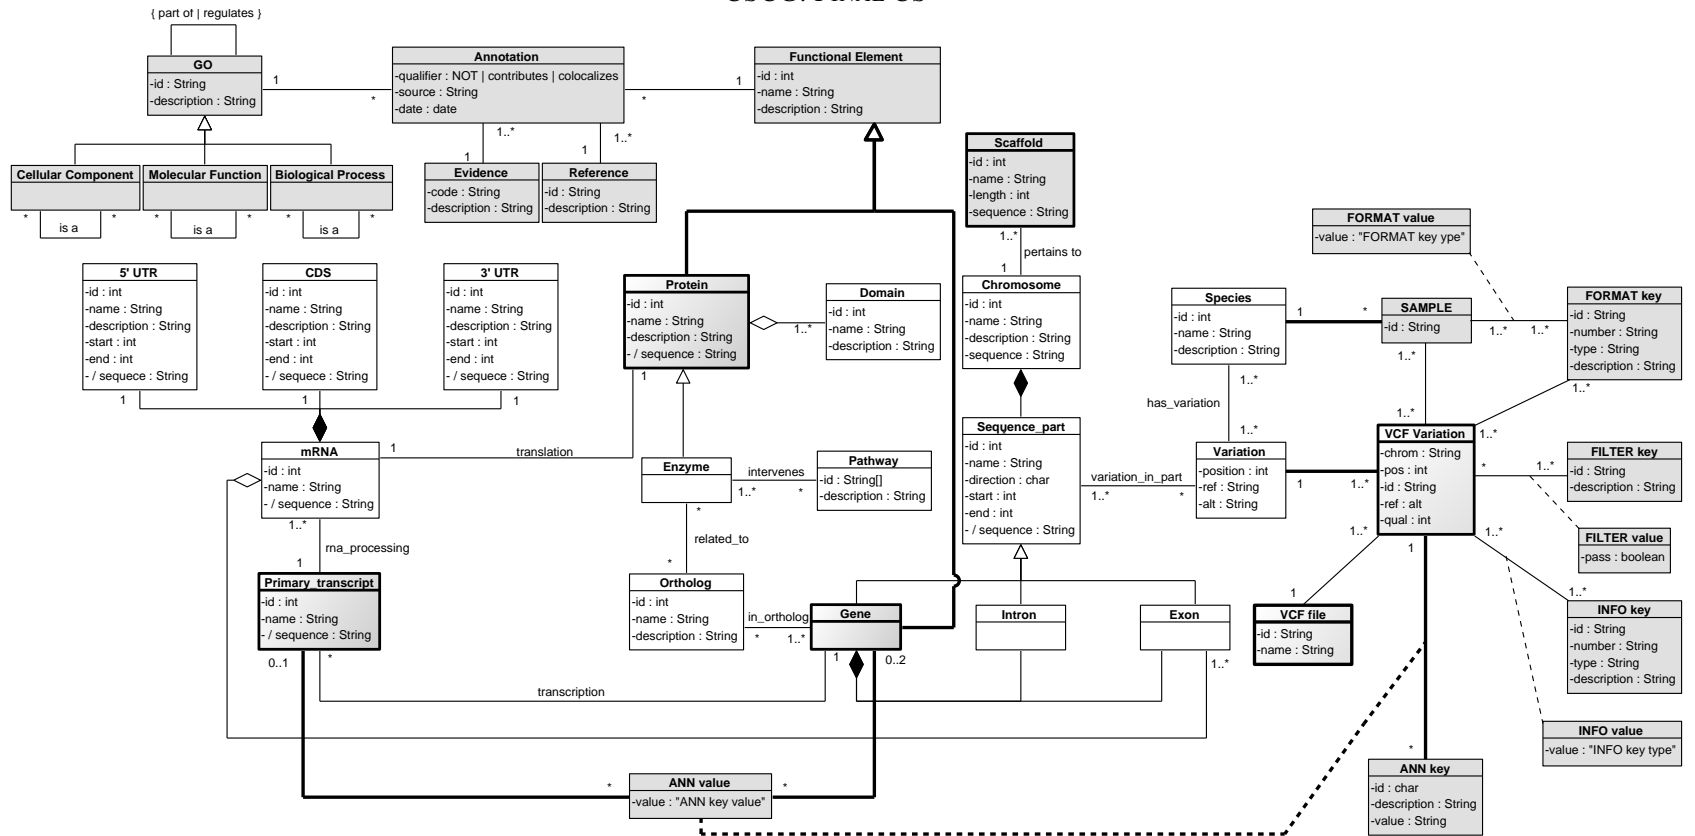 { part of | regulates }
GO
-id : String
-description : String
1
*
Annotation
-qualifier : NOT | contributes | colocalizes
-source : String
-date : date
*
1
Functional Element
-id : int
-name : String
-description : String
1..*
1
1..*
1
Evidence
-code : String
-description : String
Reference
-id : String
-description : String
Cellular Component
Molecular Function
Biological Process
*
*
is a
*
*
is a
*
*
is a
Scaffold
-id : int
-name : String
-length : int
-sequence : String
1..*
pertains to
1
Chromosome
-id : int
-name : String
-description : String
-sequence : String
5' UTR
-id : int
-name : String
-description : String
-start : int
-end : int
- / sequece : String
1
CDS
-id : int
-name : String
-description : String
-start : int
-end : int
- / sequece : String
1
3' UTR
-id : int
-name : String
-description : String
-start : int
-end : int
- / sequece : String
1
Protein
-id : int
-name : String
-description : String
- / sequence : String
1
1..*
Domain
-id : int
-name : String
-description : String
FORMAT value
-value : "FORMAT key ype"
Species
-id : int
-name : String
-description : String
1
*
SAMPLE
-id : String
1..*
1..*
FORMAT key
-id : String
-number : String
-type : String
-description : String
1..*
1..*
1..*
1..*
1..*
has_variation
1..*
mRNA
-id : int
-name : String
- / sequence : String
1
translation
1..*
rna_processing
1
Enzyme
intervenes
1..*
*
Pathway
-id : String[]
-description : String
*
related_to
*
Sequence_part
-id : int
-name : String
-direction : char
-start : int
-end : int
- / sequence : String
variation_in_part
1..*
*
Variation
-position : int
-ref : String
-alt : String
1
1..*
VCF Variation
-chrom : String
-pos : int
-id : String
-ref : alt
-qual : int
*
1..*
FILTER key
-id : String
-description : String
FILTER value
-pass : boolean
1..*
1
1..*
1
1..*
Primary_transcript
-id : int
-name : String
- / sequence : String
0..1
*
Ortholog
-id : int
-name : String
-description : String
in_ortholog
*
1..*
Gene
1
0..2
Intron
Exon
1..*
VCF file
-id : String
-name : String
INFO key
-id : String
-number : String
-type : String
-description : String
transcription
INFO value
-value : "INFO key type"
*
ANN value
-value : "ANN key value"
*
*
ANN key
-id : char
-description : String
-value : String